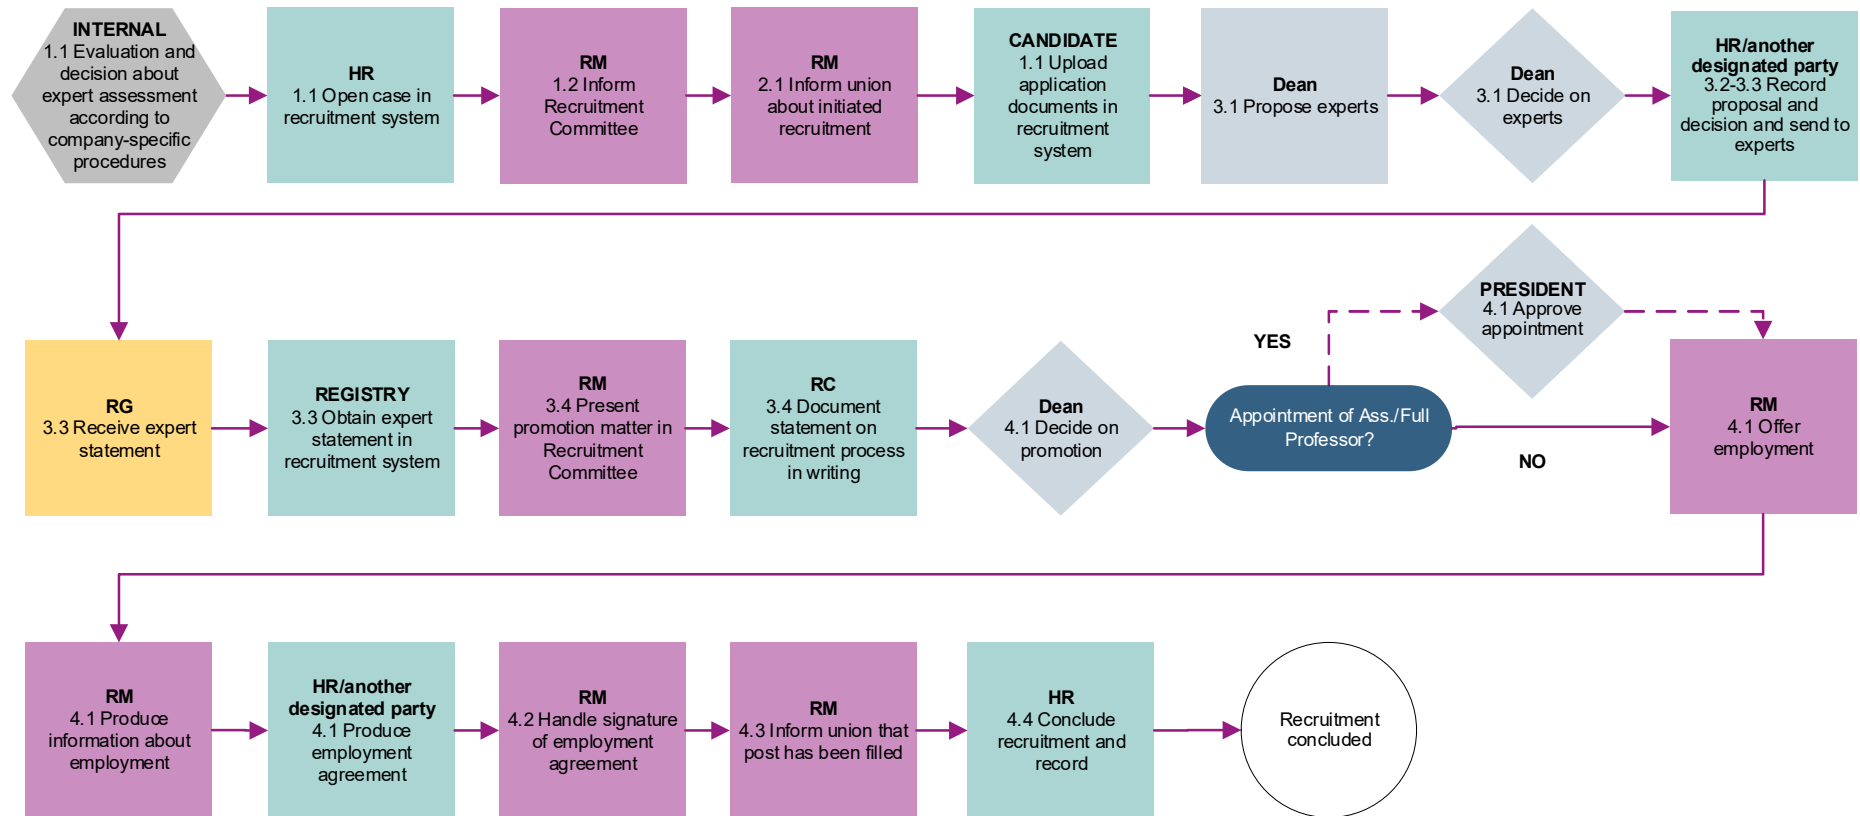 INTERNAL
1.1 Evaluation and
decision about
expert assessment
according to
company-specific
procedures
HR
1.1 Open case in
recruitment system
RM
1.2 Inform
Recruitment
Committee
RM
2.1 Inform union
about initiated
recruitment
CANDIDATE
1.1 Upload
application
documents in
recruitment
system
Dean
3.1 Propose experts
Dean
3.1 Decide on
experts
HR/another
designated party
3.2-3.3 Record
proposal and
decision and send to
experts
RG
3.3 Receive expert
statement
REGISTRY
3.3 Obtain expert
statement in
recruitment system
RM
3.4 Present
promotion matter in
Recruitment
Committee
RC
3.4 Document
statement on
recruitment process
in writing
Dean
4.1 Decide on
promotion
Appointment of Ass./Full
Professor?
YES
PRESIDENT
4.1 Approve
appointment
NO
RM
4.1 Offer
employment
RM
4.1 Produce
information about
employment
HR/another
designated party
4.1 Produce
employment
agreement
RM
4.2 Handle signature
of employment
agreement
RM
4.3 Inform union that
post has been filled
HR
4.4 Conclude
recruitment and
record
Recruitment
concluded